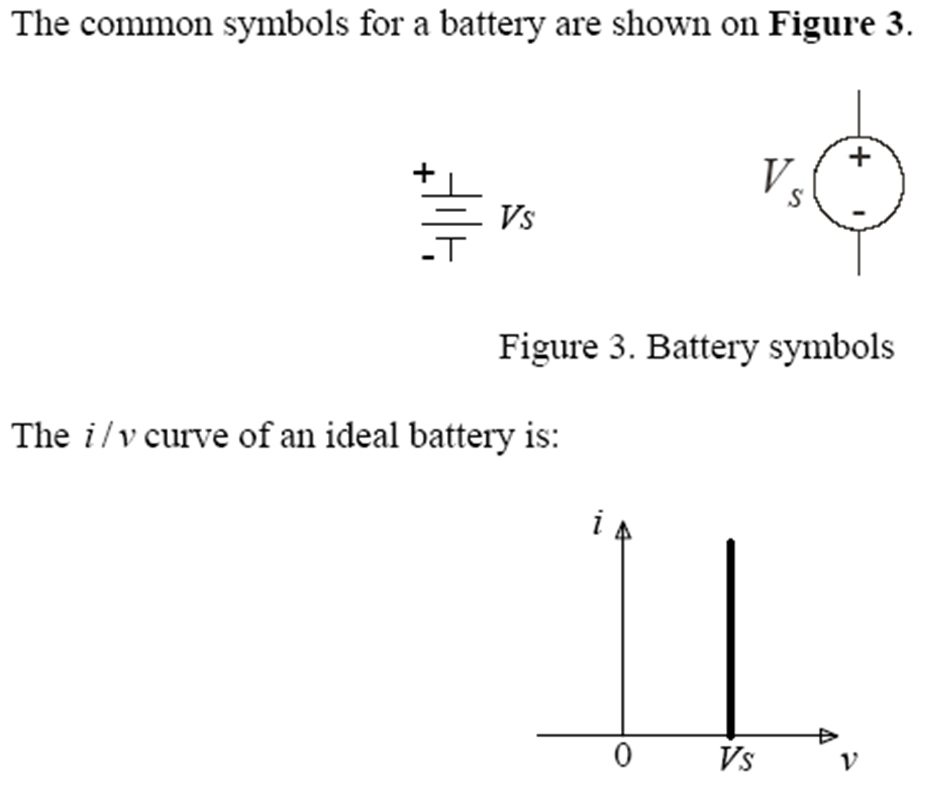 The common symbols for a battery are shown on Figure 3.
+
Vs
-
Vs
+
-
Figure 3. Battery symbols
The i / v curve of an ideal battery is:
i
0
Vs
v